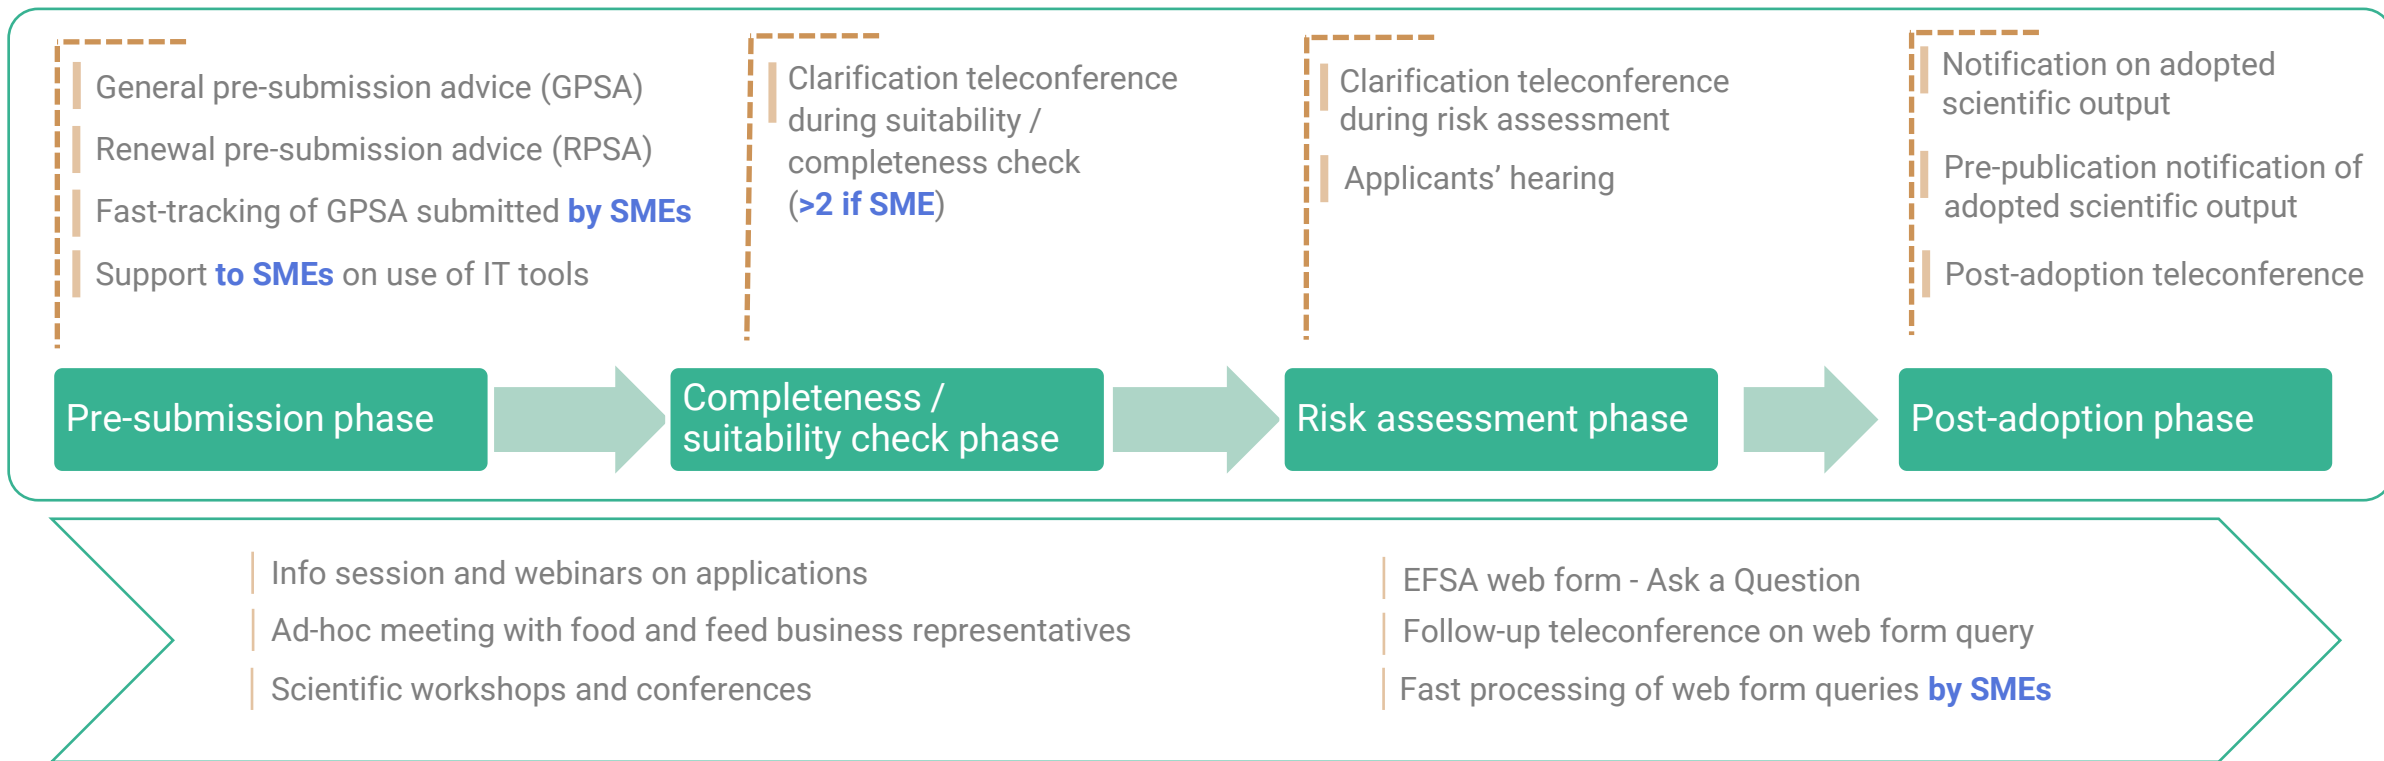 General pre-submission advice (GPSA)
Renewal pre-submission advice (RPSA)
Fast-tracking of GPSA submitted by SMEs
Support to SMEs on use of IT tools
Clarification teleconference
during suitability /
completeness check
(>2 if SME)
Clarification teleconference
during risk assessment
Applicants’ hearing
Notification on adopted
scientific output
Pre-publication notification of
adopted scientific output
Post-adoption teleconference
Pre-submission phase
Completeness /
suitability check phase
Risk assessment phase
Post-adoption phase
Info session and webinars on applications
Ad-hoc meeting with food and feed business representatives
Scientific workshops and conferences
EFSA web form - Ask a Question
Follow-up teleconference on web form query
Fast processing of web form queries by SMEs